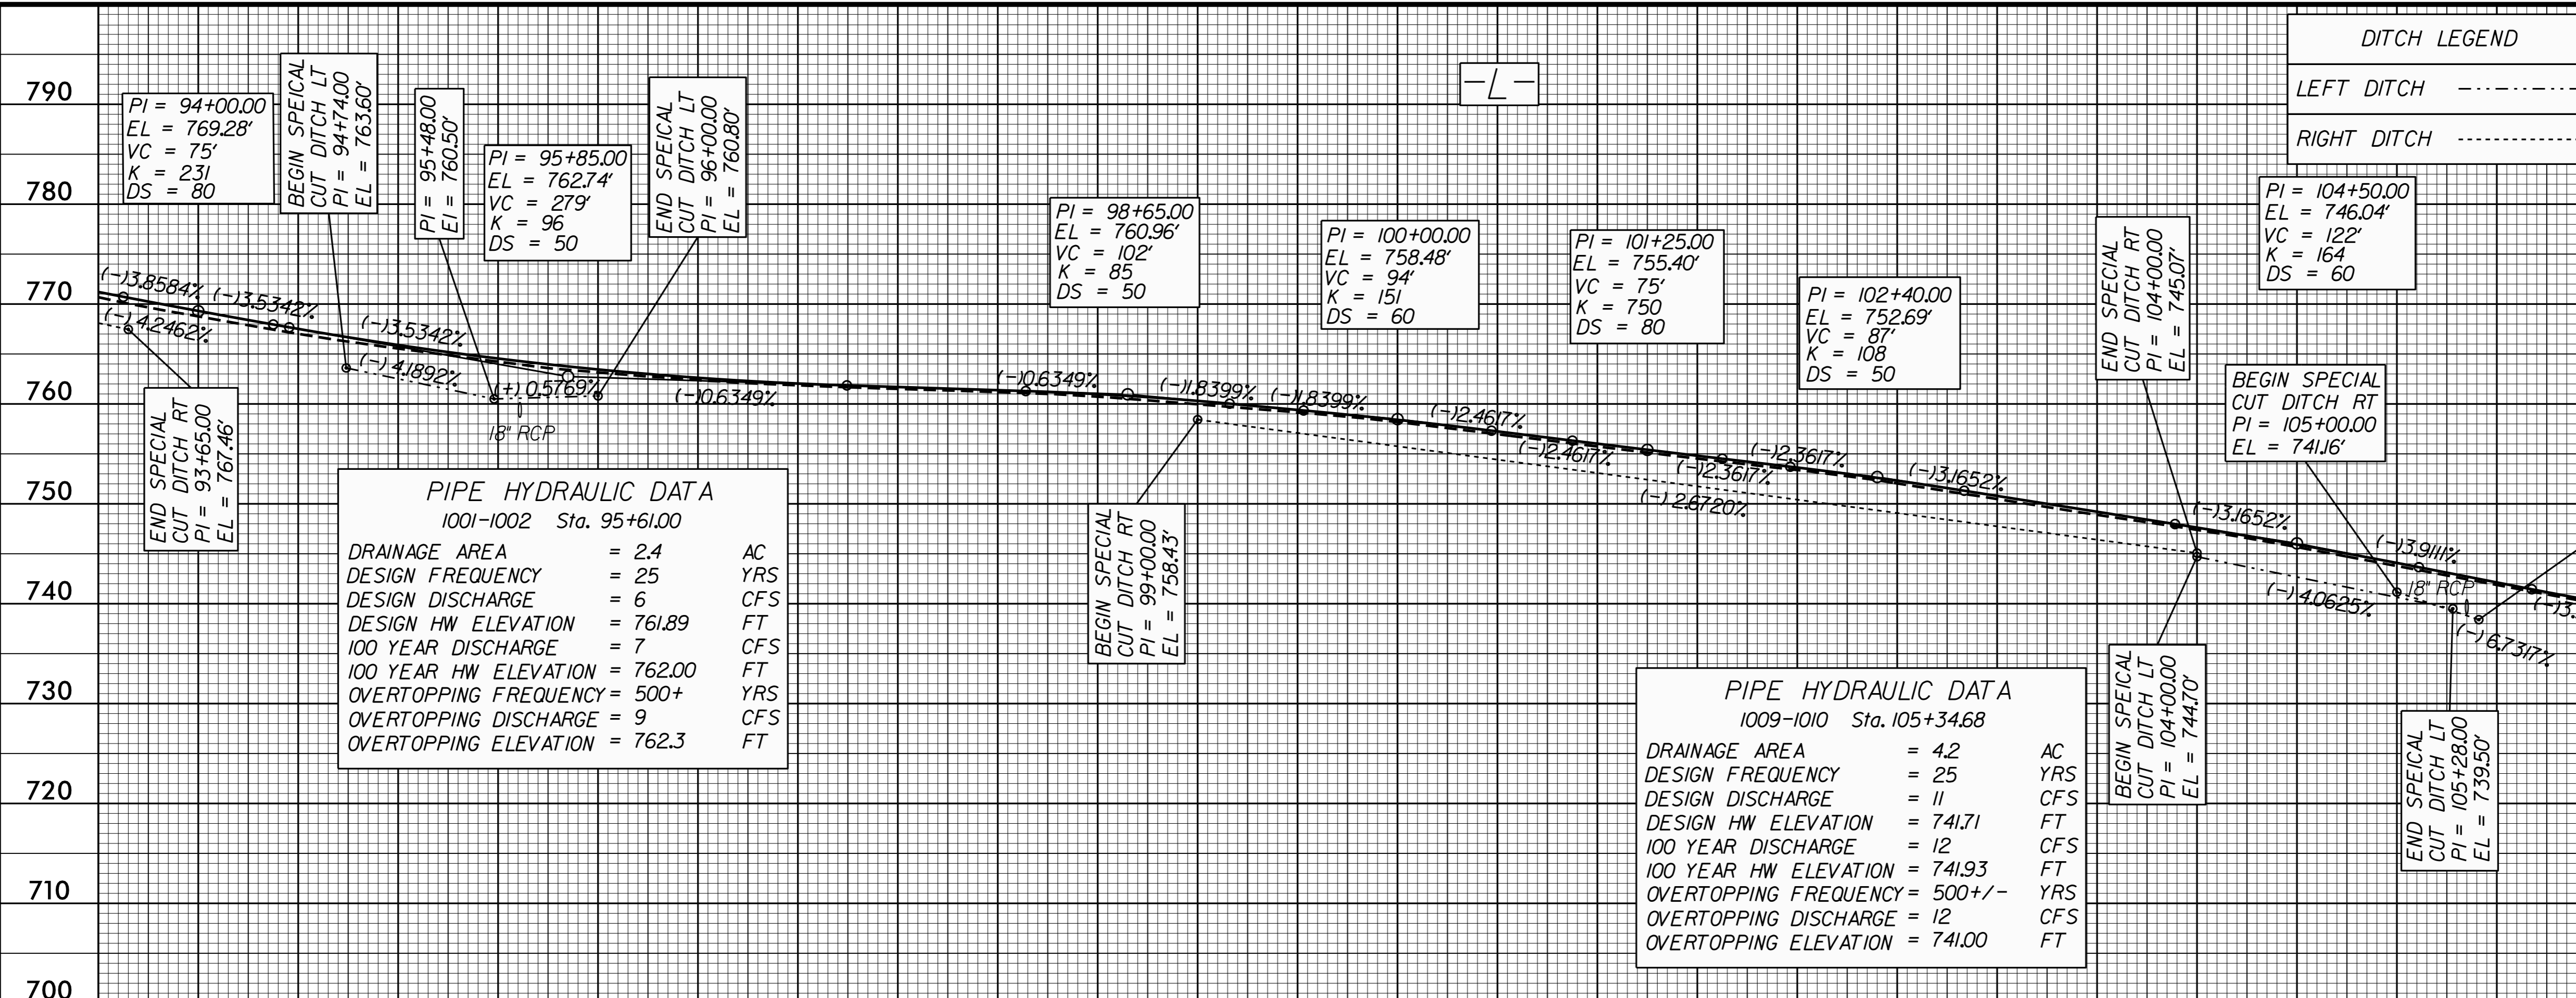 -L-
DITCH LEGEND
LEFT DITCH
RIGHT DITCH
790
780
770
760
750
740
730
720
710
700
PI = 94+00.00
EL = 769.28'
VC = 75'
K = 231
DS = 80
BEGIN SPEICAL
CUT DITCH LT
PI = 94+74.00
EL = 763.60'
PI = 95+48.00
El = 760.50'
PI = 95+85.00
EL = 762.74'
VC = 279'
K = 96
DS = 50
END SPECIAL
CUT DITCH LT
PI = 96+00.00
EL = 760.80'
PI = 98+65.00
EL = 760.96'
VC = 102'
K = 85
DS = 50
PI = 100+00.00
EL = 758.48'
VC = 94'
K = 151
DS = 60
PI = 101+25.00
EL = 755.40'
VC = 75'
K = 750
DS = 80
PI = 102+40.00
EL = 752.69'
VC = 87'
K = 108
DS = 50
END SPECIAL
CUT DITCH RT
PI = 104+00.00
EL = 745.07'
PI = 104+50.00
EL = 746.04'
VC = 122'
K = 164
DS = 60
BEGIN SPECIAL
CUT DITCH RT
PI = 105+00.00
EL = 741.16'
(-)3.8584%
(-)3.5342%
(-)3.5342%
(-)4.2462%
(-)4.1892%
(+)0.5769%
(-)0.6349%
(-)0.6349%
(-)1.8399%
(-)1.8399%
(-)2.4617%
(-)2.4617%
(-)2.3617%
(-)2.3617%
(-)2.6720%
(-)3.1652%
(-)3.1652%
(-)3.9111%
(-)4.0625%
(-)6.7317%
(-)3.
18" RCP
18" RCP
END SPECIAL
CUT DITCH RT
PI = 93+65.00
EL = 767.46'
PIPE HYDRAULIC DATA
1001-1002 Sta. 95+61.00
DRAINAGE AREA = 2.4 AC
DESIGN FREQUENCY = 25 YRS
DESIGN DISCHARGE = 6 CFS
DESIGN HW ELEVATION = 761.89 FT
100 YEAR DISCHARGE = 7 CFS
100 YEAR HW ELEVATION = 762.00 FT
OVERTOPPING FREQUENCY = 500+ YRS
OVERTOPPING DISCHARGE = 9 CFS
OVERTOPPING ELEVATION = 762.3 FT
BEGIN SPECIAL
CUT DITCH RT
PI = 99+00.00
EL = 758.43'
PIPE HYDRAULIC DATA
1009-1010 Sta. 105+34.68
DRAINAGE AREA = 4.2 AC
DESIGN FREQUENCY = 25 YRS
DESIGN DISCHARGE = 11 CFS
DESIGN HW ELEVATION = 741.71 FT
100 YEAR DISCHARGE = 12 CFS
100 YEAR HW ELEVATION = 741.93 FT
OVERTOPPING FREQUENCY = 500+/- YRS
OVERTOPPING DISCHARGE = 12 CFS
OVERTOPPING ELEVATION = 741.00 FT
BEGIN SPEICAL
CUT DITCH LT
PI = 104+00.00
EL = 744.70'
END SPEICAL
CUT DITCH LT
PI = 105+28.00
EL = 739.50'